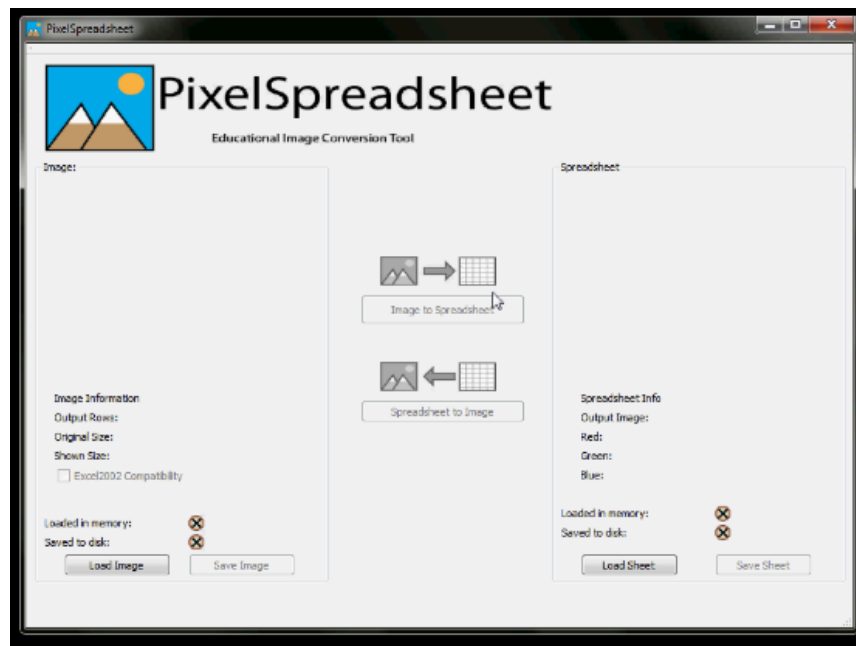 PixelSpreadsheet
PixelSpreadsheet
Educational Image Conversion Tool
Image:
Spreadsheet
Image to Spreadsheet
Spreadsheet to Image
Image Information
Output Rows:
Original Size:
Shown Size:
Excel2002 Compatibility
Loaded in memory:
Saved to disk:
Load Image
Save Image
Spreadsheet Info
Output Image:
Red:
Green:
Blue:
Loaded in memory:
Saved to disk:
Load Sheet
Save Sheet